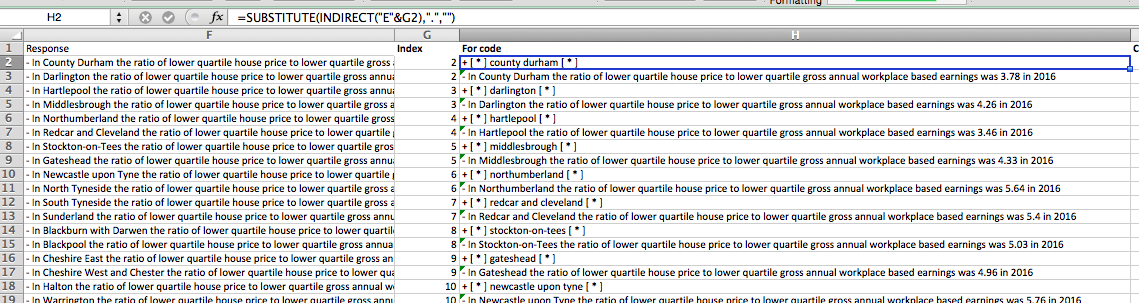 Formatting
H2 fx =SUBSTITUTE(INDIRECT("E"&G2),".","")
F G H
1 Response Index For code
2 - In County Durham the ratio of lower quartile house price to lower quartile gross 2 + [ * ] county durham [ * ]
3 - In Darlington the ratio of lower quartile house price to lower quartile gross annu 2 - In County Durham the ratio of lower quartile house price to lower quartile gross annual workplace based earnings was 3.78 in 2016
4 - In Hartlepool the ratio of lower quartile house price to lower quartile gross annu 3 + [ * ] darlington [ * ]
5 - In Middlesbrough the ratio of lower quartile house price to lower quartile gross a 3 - In Darlington the ratio of lower quartile house price to lower quartile gross annual workplace based earnings was 4.26 in 2016
6 - In Northumberland the ratio of lower quartile house price to lower quartile gross 4 + [ * ] hartlepool [ * ]
7 - In Redcar and Cleveland the ratio of lower quartile house price to lower quartile 4 - In Hartlepool the ratio of lower quartile house price to lower quartile gross annual workplace based earnings was 3.46 in 2016
8 - In Stockton-on-Tees the ratio of lower quartile house price to lower quartile gros 5 + [ * ] middlesbrough [ * ]
9 - In Gateshead the ratio of lower quartile house price to lower quartile gross annu 5 - In Middlesbrough the ratio of lower quartile house price to lower quartile gross annual workplace based earnings was 4.33 in 2016
10 - In Newcastle upon Tyne the ratio of lower quartile house price to lower quartile 6 + [ * ] northumberland [ * ]
11 - In North Tyneside the ratio of lower quartile house price to lower quartile gross a 6 - In Northumberland the ratio of lower quartile house price to lower quartile gross annual workplace based earnings was 5.64 in 2016
12 - In South Tyneside the ratio of lower quartile house price to lower quartile gross 7 + [ * ] redcar and cleveland [ * ]
13 - In Sunderland the ratio of lower quartile house price to lower quartile gross annu 7 - In Redcar and Cleveland the ratio of lower quartile house price to lower quartile gross annual workplace based earnings was 5.4 in 2016
14 - In Blackburn with Darwen the ratio of lower quartile house price to lower quartil 8 + [ * ] stockton-on-tees [ * ]
15 - In Blackpool the ratio of lower quartile house price to lower quartile gross annua 8 - In Stockton-on-Tees the ratio of lower quartile house price to lower quartile gross annual workplace based earnings was 5.03 in 2016
16 - In Cheshire East the ratio of lower quartile house price to lower quartile gross an 9 + [ * ] gateshead [ * ]
17 - In Cheshire West and Chester the ratio of lower quartile house price to lower qua 9 - In Gateshead the ratio of lower quartile house price to lower quartile gross annual workplace based earnings was 4.96 in 2016
18 - In Halton the ratio of lower quartile house price to lower quartile gross annual w 10 + [ * ] newcastle upon tyne [ * ]
19 - In Warrington the ratio of lower quartile house price to lower quartile gross annu 10 - In Newcastle upon Tyne the ratio of lower quartile house price to lower quartile gross annual workplace based earnings was 5.76 in 2016